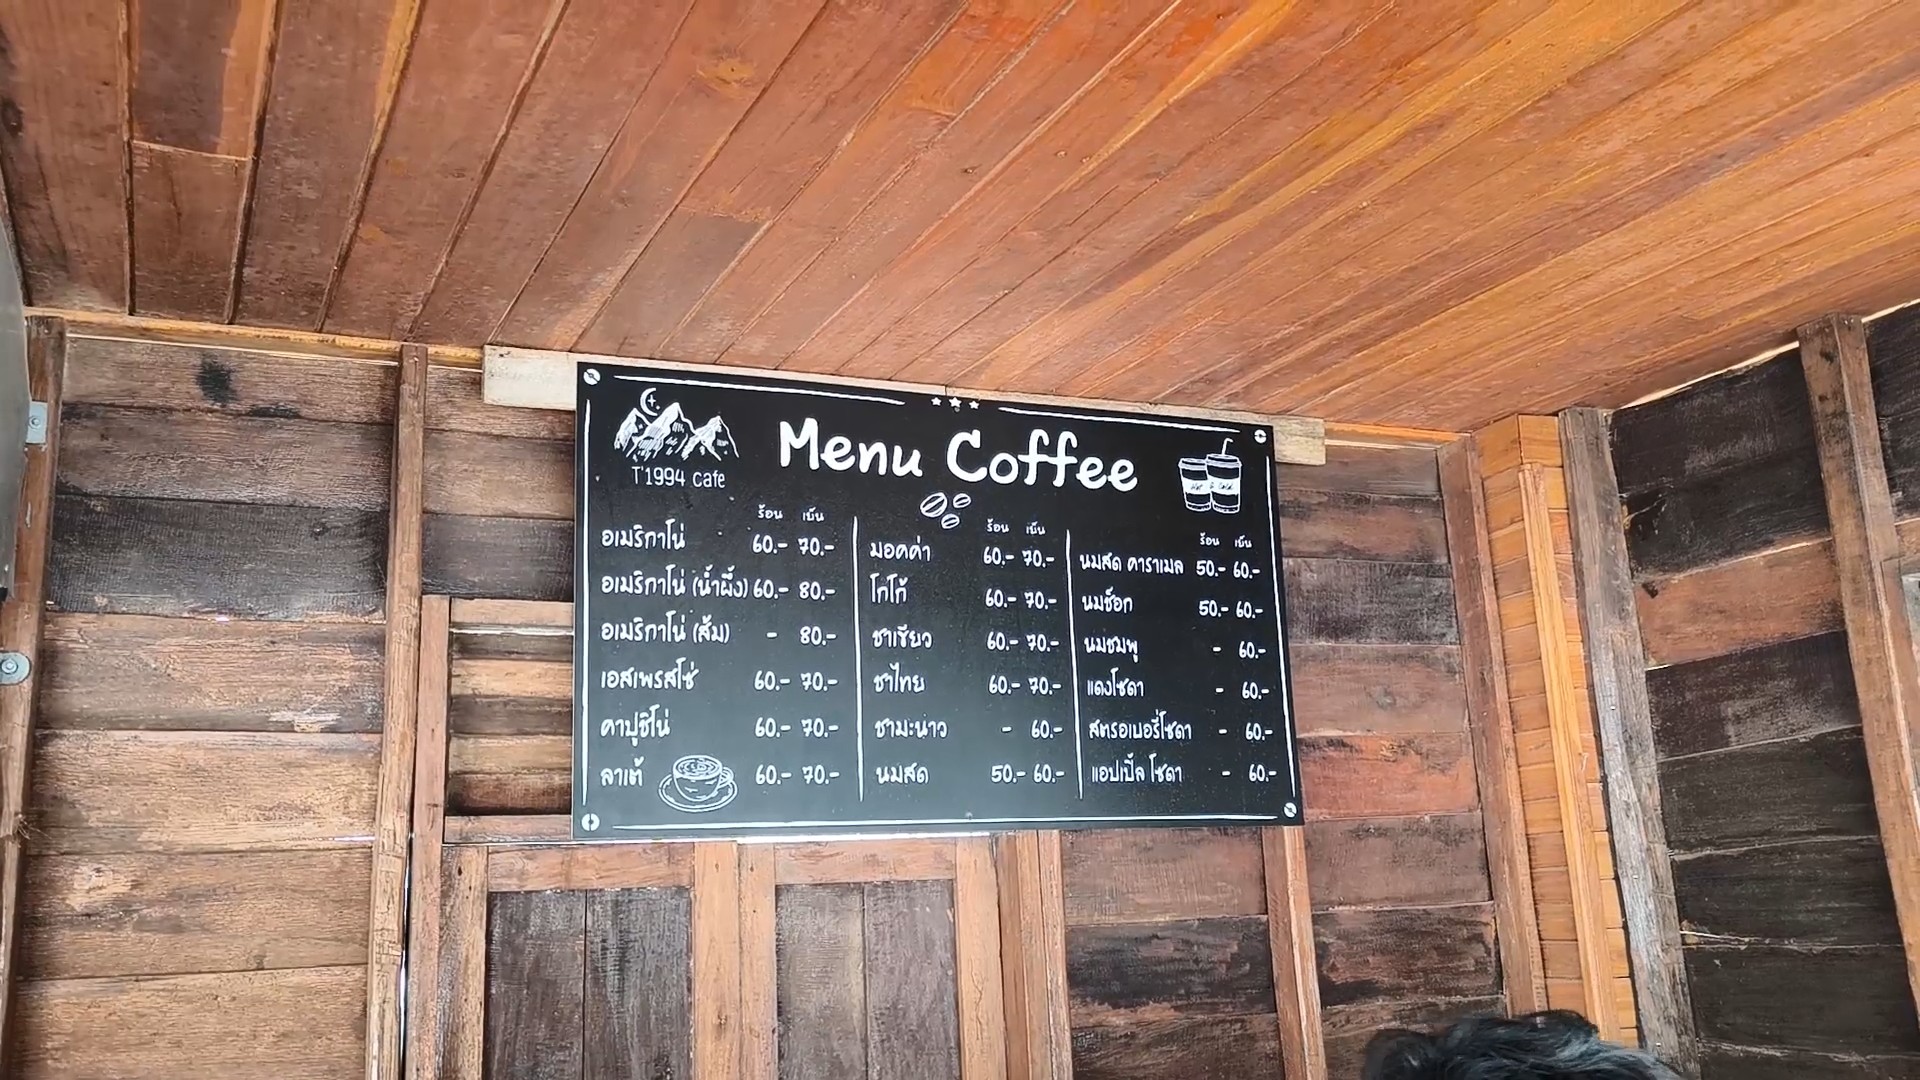 T'1994 cafe
Menu Coffee
Hot & Cold
ร้อน เย็น
อเมริกาโน่ 60.- 70.-
อเมริกาโน่ (น้ำผึ้ง) 60.- 80.-
อเมริกาโน่ (ส้ม) - 80.-
เอสเพรสโซ่ 60.- 70.-
คาปูชิโน่ 60.- 70.-
ลาเต้ 60.- 70.-
ร้อน เย็น
มอคค่า 60.- 70.-
โกโก้ 60.- 70.-
ชาเขียว 60.- 70.-
ชาไทย 60.- 70.-
ชามะนาว - 60.-
นมสด 50.- 60.-
ร้อน เย็น
นมสด คาราเมล 50.- 60.-
นมช็อก 50.- 60.-
นมชมพู - 60.-
แดงโซดา - 60.-
สตรอเบอรี่โซดา - 60.-
แอปเปิ้ล โซดา - 60.-